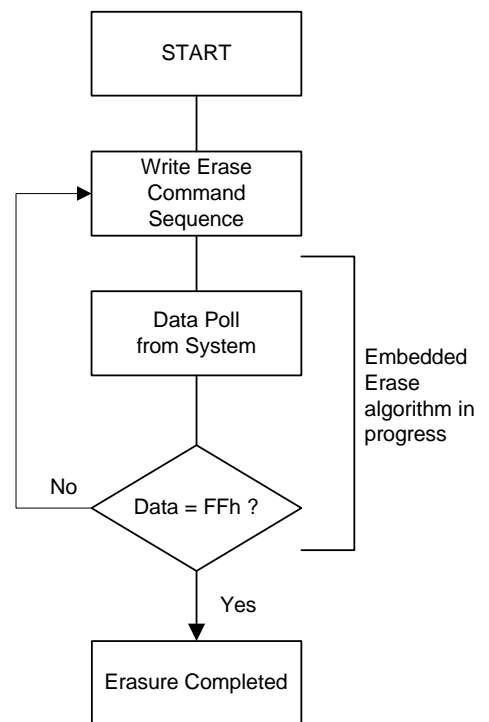 START
Write Erase
Command
Sequence
Data Poll
from System
Embedded
Erase
algorithm in
progress
No
Data = FFh ?
Yes
Erasure Completed